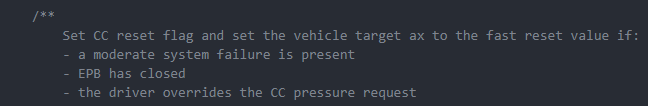 /**
Set CC reset flag and set the vehicle target ax to the fast reset value if:
- a moderate system failure is present
- EPB has closed
- the driver overrides the CC pressure request